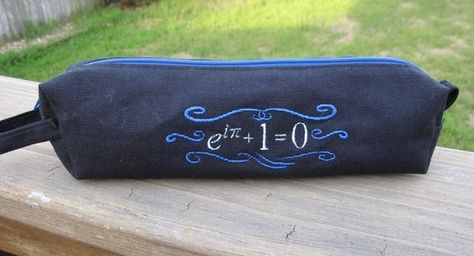 e^{iπ} + 1 = 0